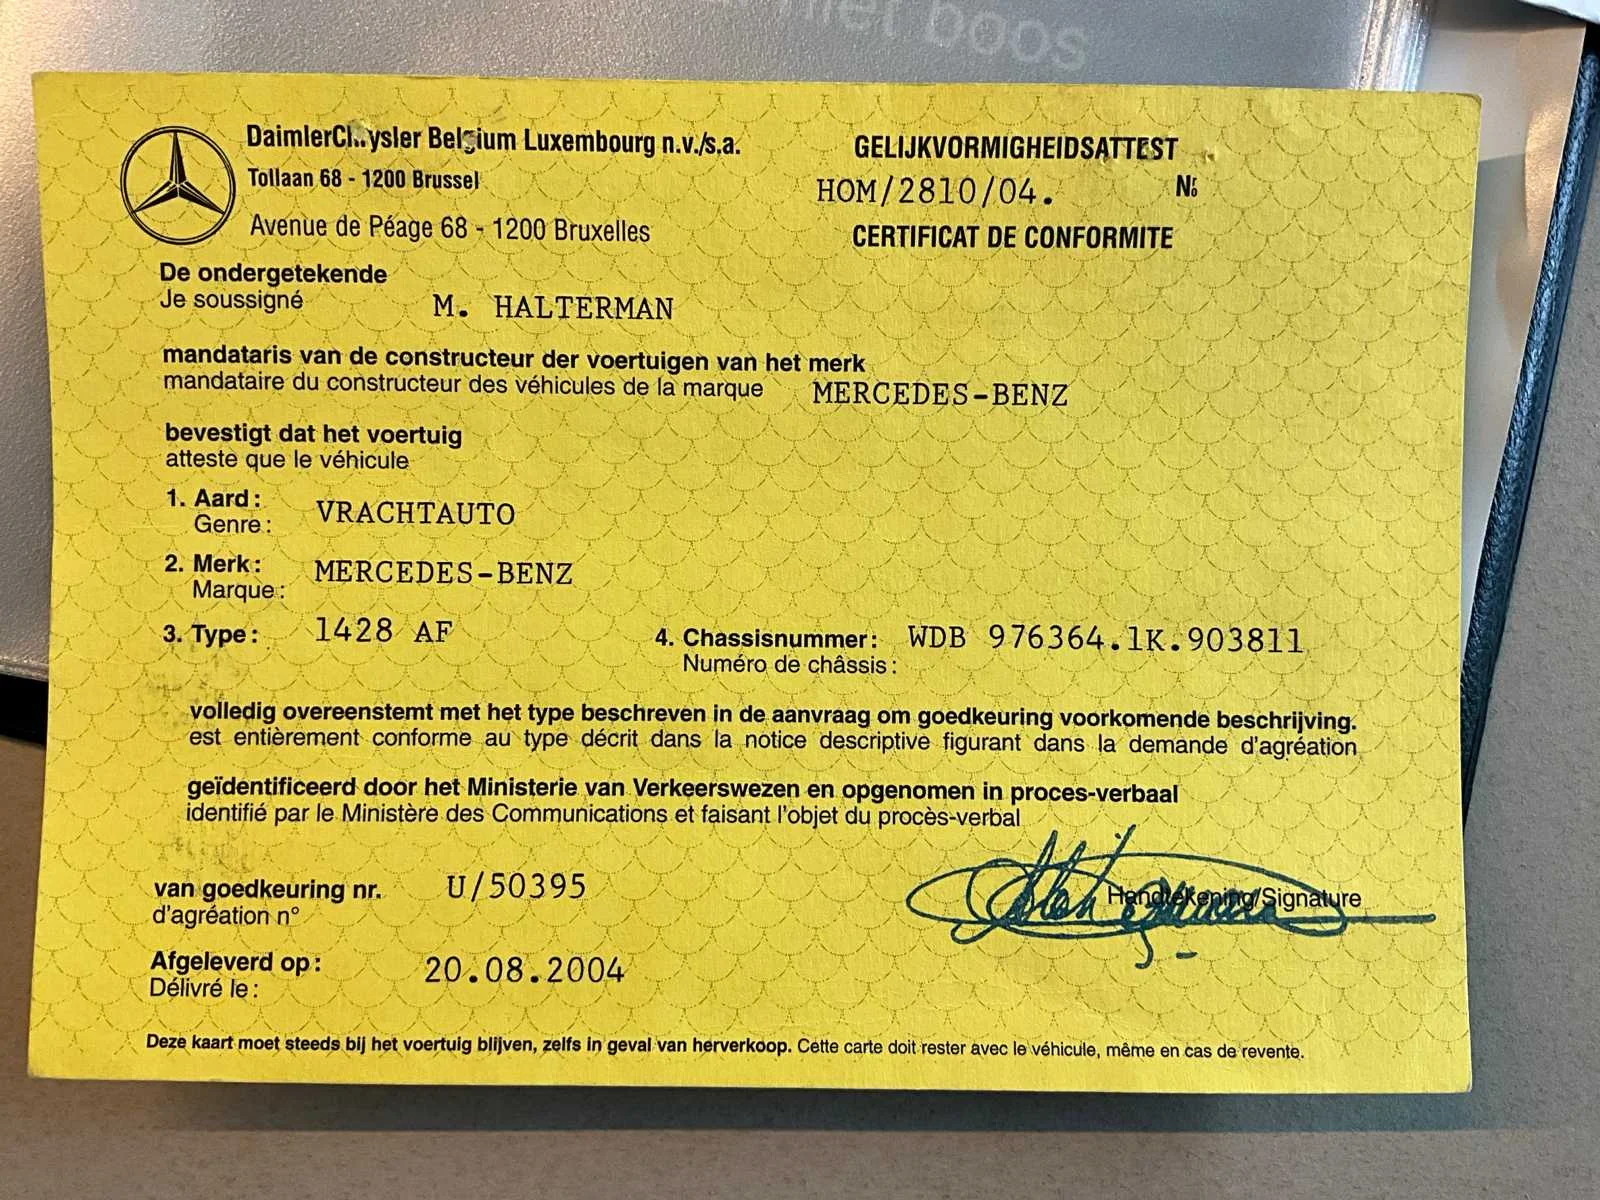 niet boos
DaimlerChrysler Belgium Luxembourg n.v./s.a.
Tollaan 68 - 1200 Brussel
Avenue de Péage 68 - 1200 Bruxelles
GELIJKVORMIGHEIDSATTEST
HOM/2810/04. Nr/o
CERTIFICAT DE CONFORMITE
De ondergetekende
Je soussigné M. HALTERMAN
mandataris van de constructeur der voertuigen van het merk
mandataire du constructeur des véhicules de la marque MERCEDES-BENZ
bevestigt dat het voertuig
atteste que le véhicule
1. Aard: VRACHTAUTO
Genre:
2. Merk: MERCEDES-BENZ
Marque:
3. Type: 1428 AF
4. Chassisnummer: WDB 976364.1K.903811
Numéro de châssis:
volledig overeenstemt met het type beschreven in de aanvraag om goedkeuring voorkomende beschrijving.
est entièrement conforme au type décrit dans la notice descriptive figurant dans la demande d'agréation
geïdentificeerd door het Ministerie van Verkeerswezen en opgenomen in proces-verbaal
identifié par le Ministère des Communications et faisant l'objet du procès-verbal
van goedkeuring nr. U/50395
d'agréation n°
Handtekening/Signature
Afgeleverd op: 20.08.2004
Délivré le:
Deze kaart moet steeds bij het voertuig blijven, zelfs in geval van herverkoop. Cette carte doit rester avec le véhicule, même en cas de revente.